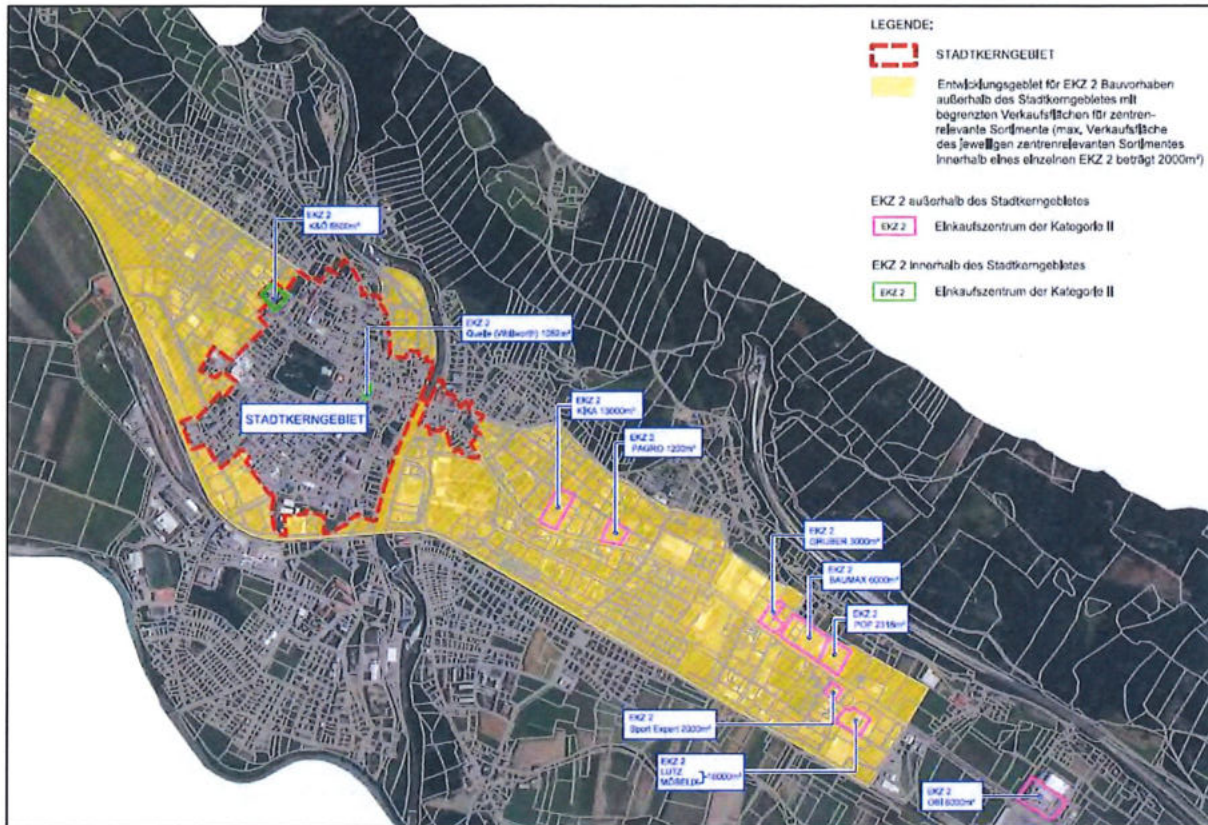 LEGENDE:
STADTKERNGEBIET
Entwicklungsgebiet für EKZ 2 Bauvorhaben
außerhalb des Stadtkerngebietes mit
begrenzten Verkaufsflächen für zentren-
relevante Sortimente (max. Verkaufsfläche
des jeweiligen zentrenrelevanten Sortimentes
innerhalb eines einzelnen EKZ 2 beträgt 2000m²)
EKZ 2 außerhalb des Stadtkerngebietes
EKZ 2 Einkaufszentrum der Kategorie II
EKZ 2 innerhalb des Stadtkerngebietes
EKZ 2 Einkaufszentrum der Kategorie II
EKZ 2
K&Ö
EKZ 2
Quelle
STADTKERNGEBIET
EKZ 2
KIKA 13000m²
EKZ 2
PAGRO 1200m²
EKZ 2
GRUBER 3000m²
EKZ 2
BAUMAX 6000m²
EKZ 2
POP
EKZ 2
Sport Expert
EKZ 2
LUTZ
MÖBELIX
EKZ 2
OBI